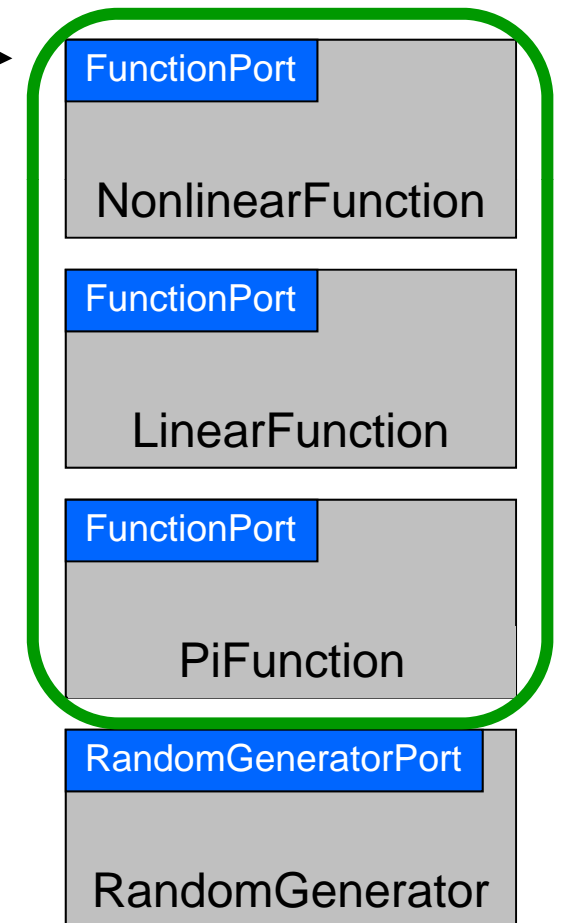 FunctionPort
NonlinearFunction
FunctionPort
LinearFunction
FunctionPort
PiFunction
RandomGeneratorPort
RandomGenerator